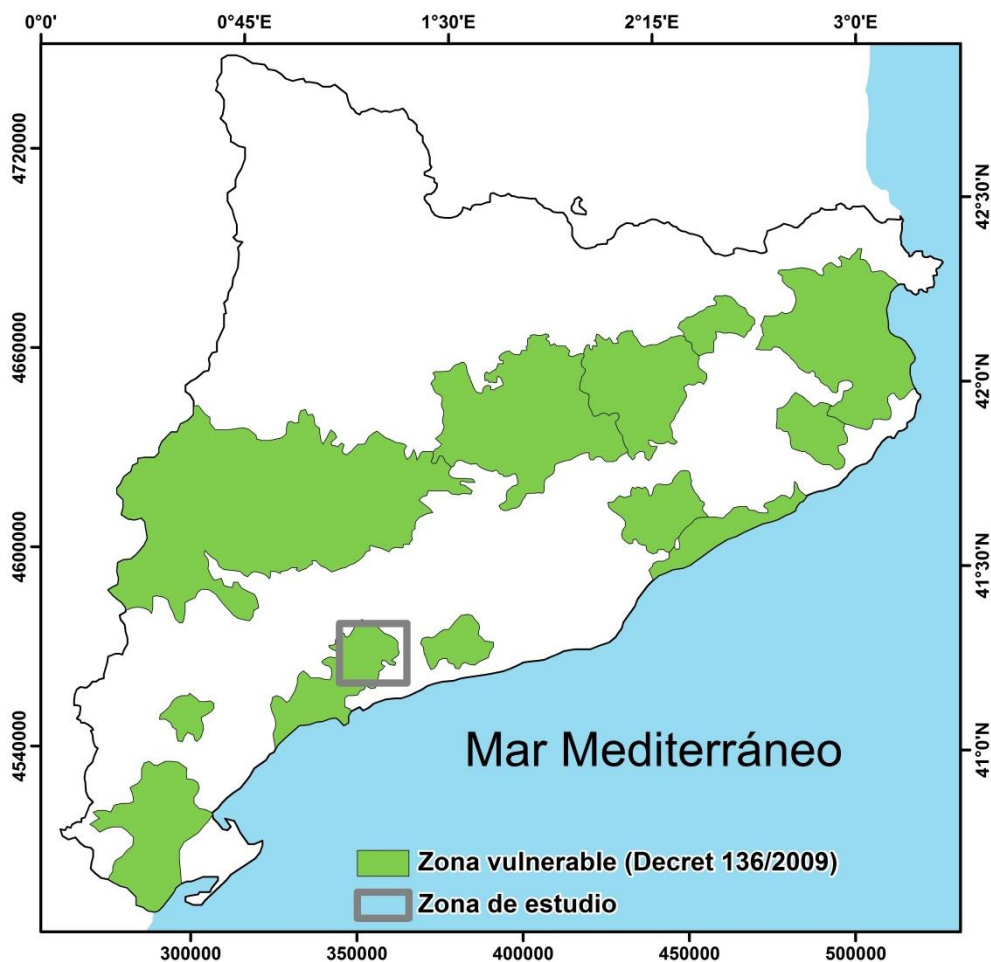 0°0'
0°45'E
1°30'E
2°15'E
3°0'E
4720000
42°30'N
4660000
42°0'N
4600000
41°30'N
4540000
41°0'N
Mar Mediterráneo
Zona vulnerable (Decret 136/2009)
Zona de estudio
300000
350000
400000
450000
500000